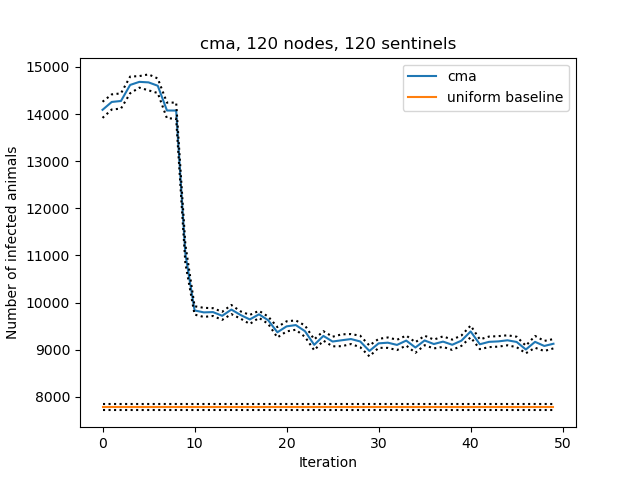 cma, 120 nodes, 120 sentinels
cma
uniform baseline
Number of infected animals
15000
14000
13000
12000
11000
10000
9000
8000
0 10 20 30 40 50
Iteration